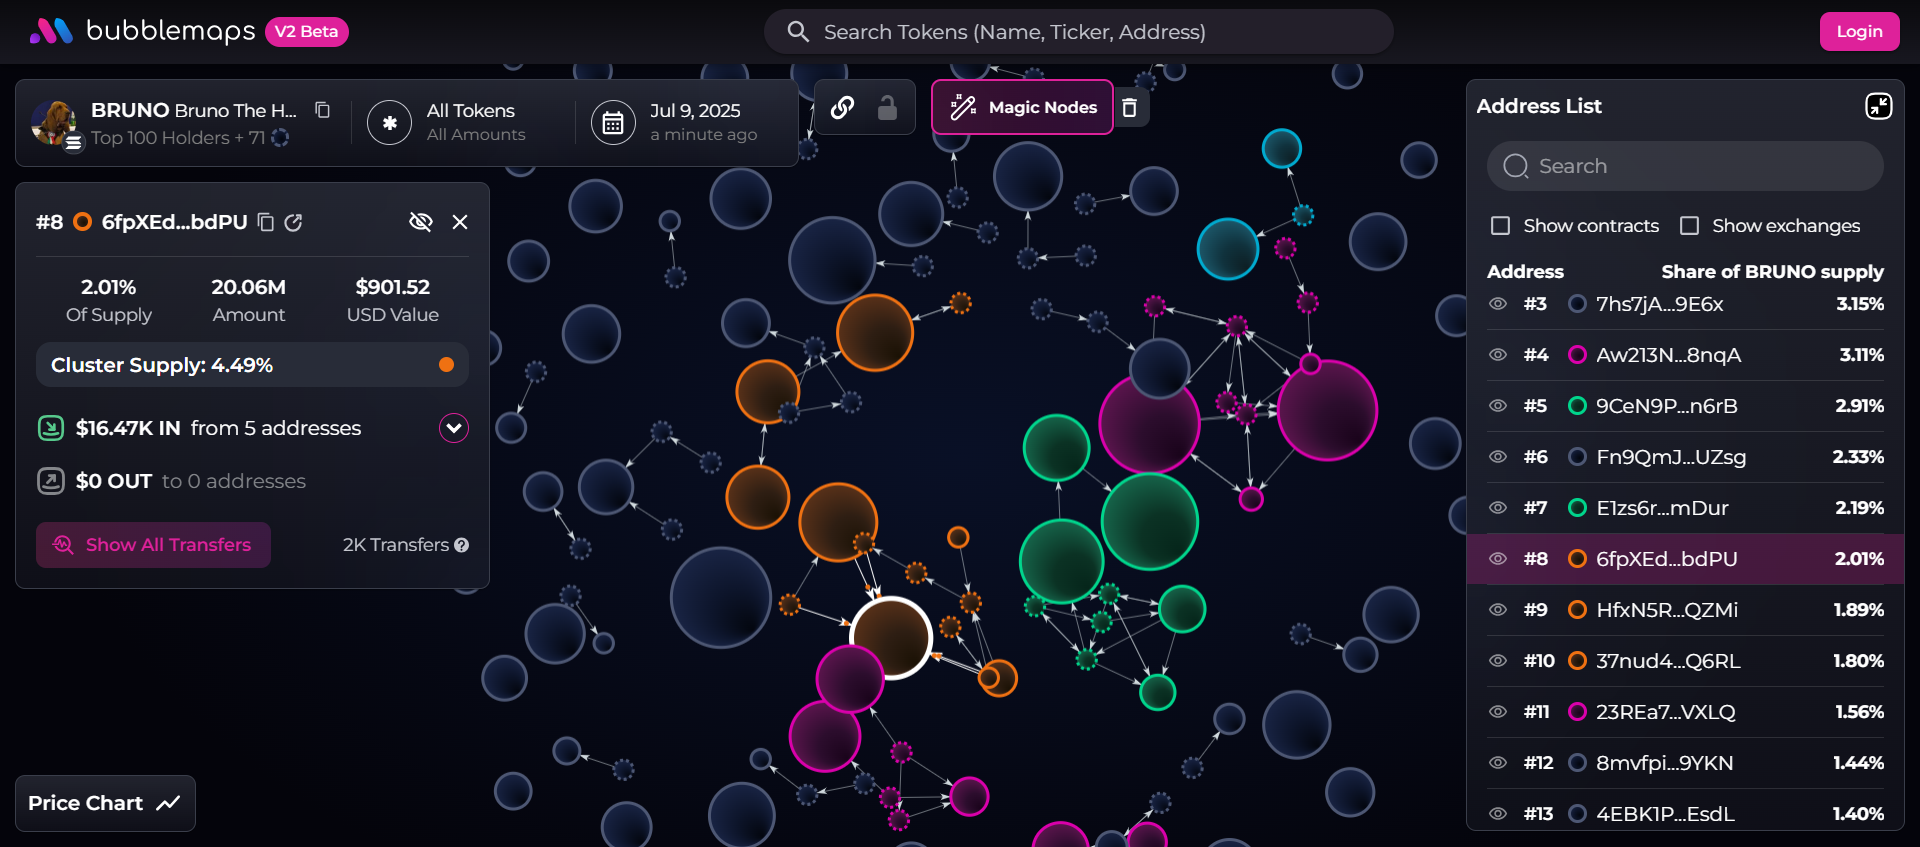 bubblemaps V2 Beta
Search Tokens (Name, Ticker, Address)
Login
BRUNO Bruno The H...
Top 100 Holders + 71
All Tokens
All Amounts
Jul 9, 2025
a minute ago
Magic Nodes
#8 6fpXEd...bdPU
2.01% 20.06M $901.52
Of Supply Amount USD Value
Cluster Supply: 4.49%
$16.47K IN from 5 addresses
$0 OUT to 0 addresses
Show All Transfers 2K Transfers ?
Price Chart
Address List
Search
Show contracts Show exchanges
Address Share of BRUNO supply
#3 7hs7jA...9E6x 3.15%
#4 Aw213N...8nqA 3.11%
#5 9CeN9P...n6rB 2.91%
#6 Fn9QmJ...UZsg 2.33%
#7 E1zs6r...mDur 2.19%
#8 6fpXEd...bdPU 2.01%
#9 HfxN5R...QZMi 1.89%
#10 37nud4...Q6RL 1.80%
#11 23REa7...VXLQ 1.56%
#12 8mvfpi...9YKN 1.44%
#13 4EBK1P...EsdL 1.40%